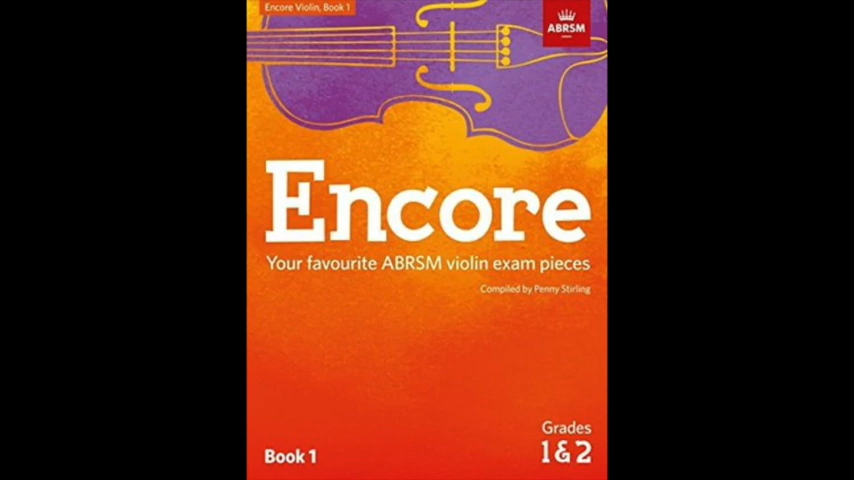 Encore Violin, Book 1
ABRSM
Encore
Your favourite ABRSM violin exam pieces
Compiled by Penny Stirling
Grades
Book 1
1 & 2